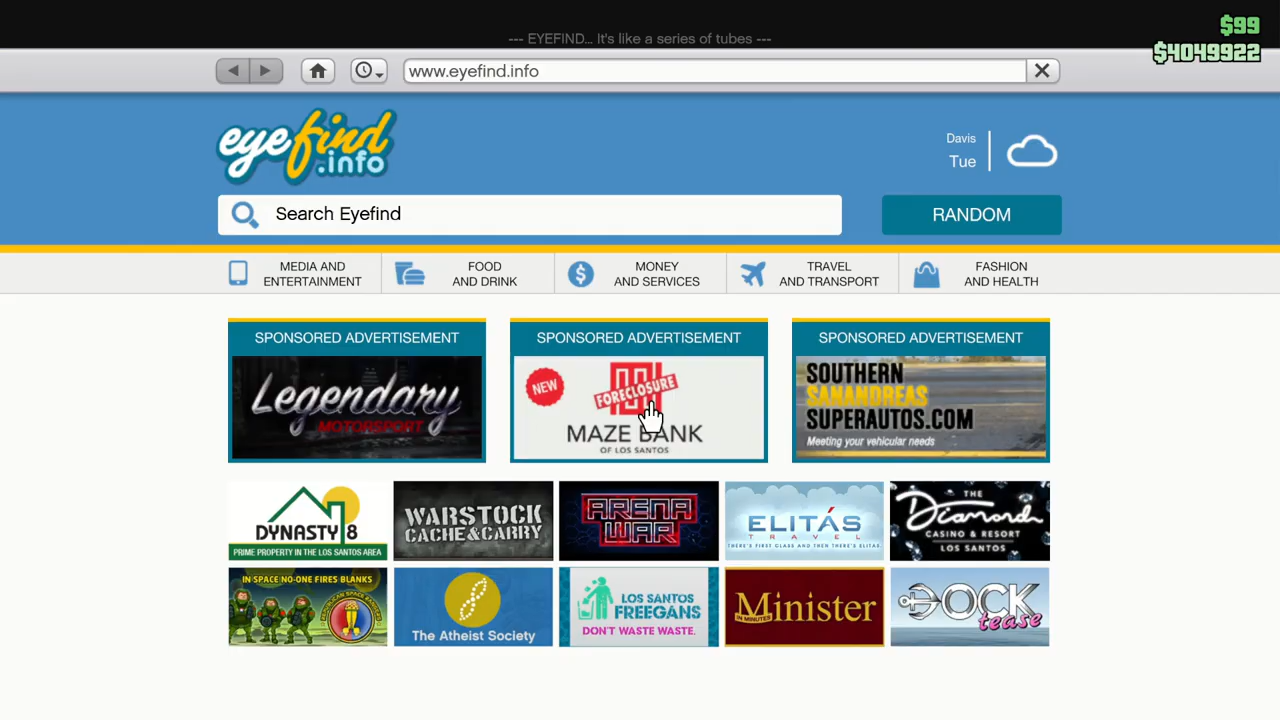 --- EYEFIND... It's like a series of tubes ---
$99
$4049922
www.eyefind.info
eyefind
.info
Davis
Tue
Search Eyefind
RANDOM
MEDIA AND
ENTERTAINMENT
FOOD
AND DRINK
MONEY
AND SERVICES
TRAVEL
AND TRANSPORT
FASHION
AND HEALTH
SPONSORED ADVERTISEMENT
Legendary
MOTORSPORT
SPONSORED ADVERTISEMENT
NEW
FORECLOSURE
MAZE BANK
OF LOS SANTOS
SPONSORED ADVERTISEMENT
SOUTHERN
SANANDREAS
SUPERAUTOS.COM
Meeting your vehicular needs
DYNASTY 8
PRIME PROPERTY IN THE LOS SANTOS AREA
WARSTOCK
CACHE&CARRY
ARENA
WAR
ELITÁS
TRAVEL
THERE'S FIRST CLASS AND THEN THERE'S ELITAS.
THE
Diamond
CASINO & RESORT
LOS SANTOS
IN SPACE NO-ONE FIRES BLANKS
The Atheist Society
LOS SANTOS
FREEGANS
DON'T WASTE WASTE.
Minister
IN MINUTES
DOCK
tease